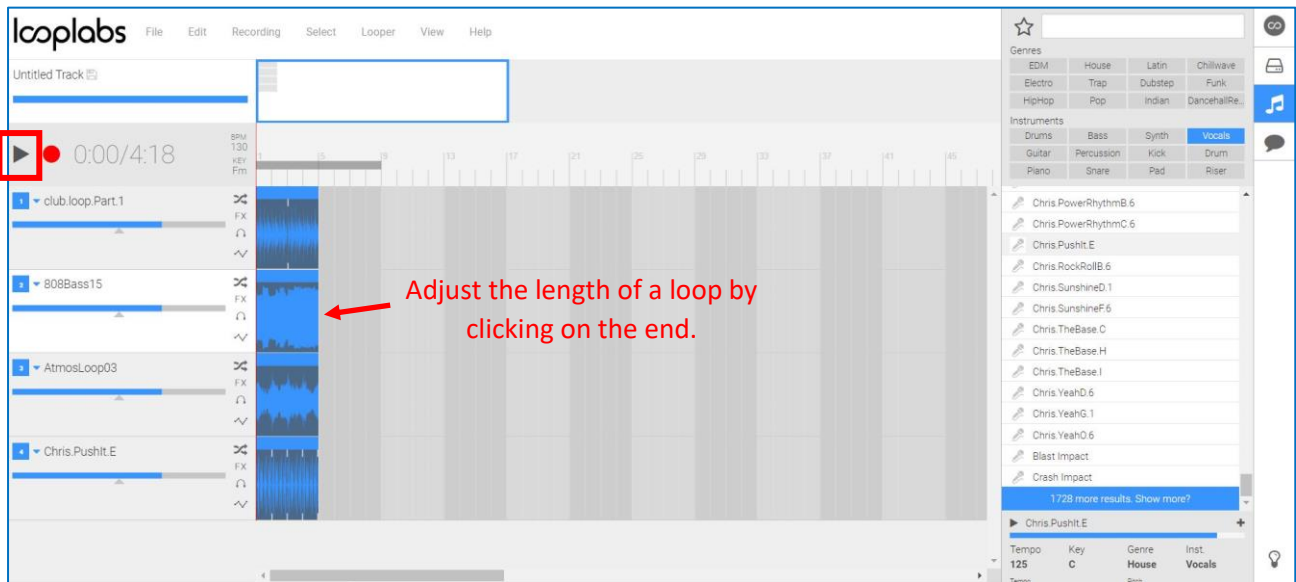 looplabs File Edit Recording Select Looper View Help
Untitled Track
0:00/4:18
BPM
130
KEY
Fm
1 5 9 13 17 21 25 29 33 37 41 45
1 club.loop.Part.1
FX
2 808Bass15
FX
3 AtmosLoop03
FX
4 Chris.PushIt.E
FX
Adjust the length of a loop by
clicking on the end.
Genres
EDM House Latin Chillwave
Electro Trap Dubstep Funk
HipHop Pop Indian DancehallRe...
Instruments
Drums Bass Synth Vocals
Guitar Percussion Kick Drum
Piano Snare Pad Riser
Chris.PowerRhythmB.6
Chris.PowerRhythmC.6
Chris.PushIt.E
Chris.RockRollB.6
Chris.SunshineD.1
Chris.SunshineF.6
Chris.TheBase.C
Chris.TheBase.H
Chris.TheBase.I
Chris.YeahD.6
Chris.YeahG.1
Chris.YeahO.6
Blast Impact
Crash Impact
1728 more results. Show more?
Chris.PushIt.E
Tempo Key Genre Inst.
125 C House Vocals